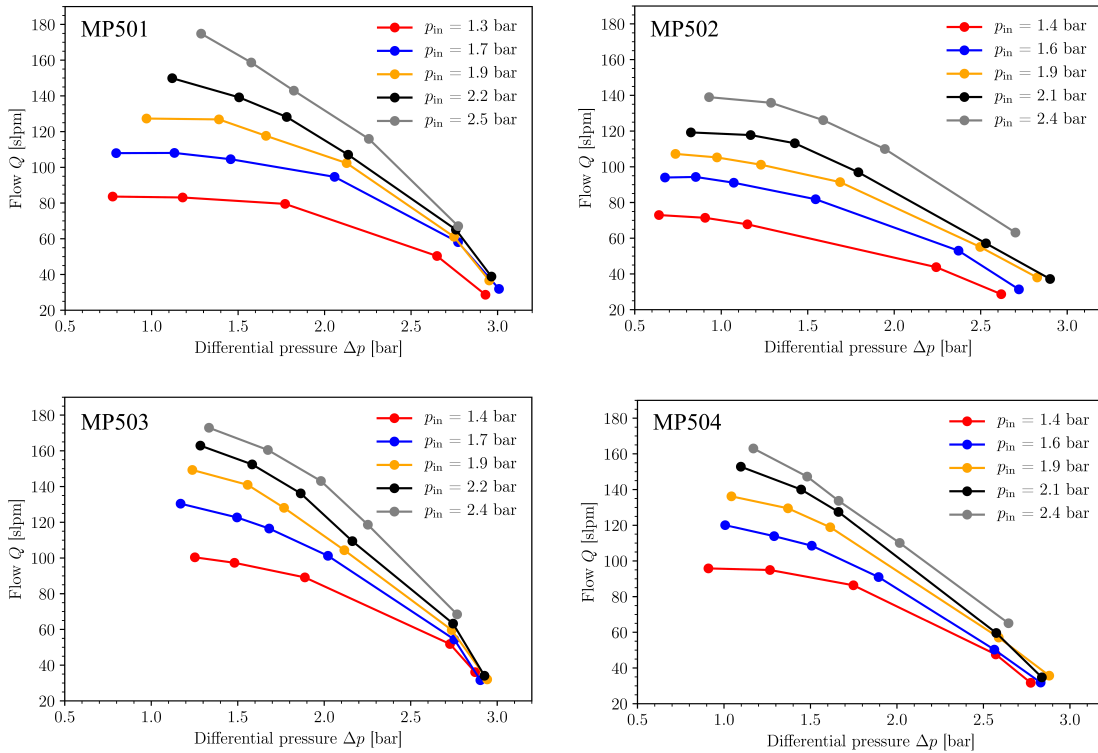 MP501
p_in = 1.3 bar
p_in = 1.7 bar
p_in = 1.9 bar
p_in = 2.2 bar
p_in = 2.5 bar
180
160
140
120
100
80
60
40
20
Flow Q [slpm]
0.5 1.0 1.5 2.0 2.5 3.0
Differential pressure Δp [bar]
MP502
p_in = 1.4 bar
p_in = 1.6 bar
p_in = 1.9 bar
p_in = 2.1 bar
p_in = 2.4 bar
180
160
140
120
100
80
60
40
20
Flow Q [slpm]
0.5 1.0 1.5 2.0 2.5 3.0
Differential pressure Δp [bar]
MP503
p_in = 1.4 bar
p_in = 1.7 bar
p_in = 1.9 bar
p_in = 2.2 bar
p_in = 2.4 bar
180
160
140
120
100
80
60
40
20
Flow Q [slpm]
0.5 1.0 1.5 2.0 2.5 3.0
Differential pressure Δp [bar]
MP504
p_in = 1.4 bar
p_in = 1.6 bar
p_in = 1.9 bar
p_in = 2.1 bar
p_in = 2.4 bar
180
160
140
120
100
80
60
40
20
Flow Q [slpm]
0.5 1.0 1.5 2.0 2.5 3.0
Differential pressure Δp [bar]